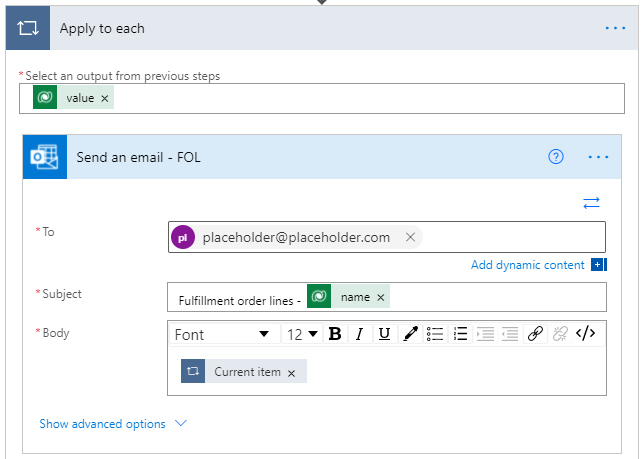 Apply to each
*Select an output from previous steps
value ×
Send an email - FOL
*To
pl placeholder@placeholder.com ×
Add dynamic content
*Subject
Fulfillment order lines - name ×
*Body
Font 12 B I U </>
Current item ×
Show advanced options